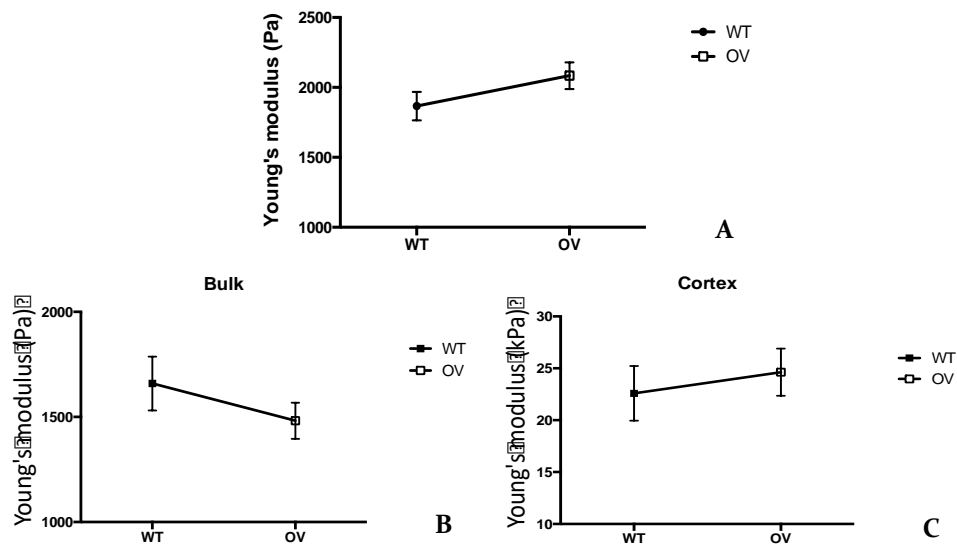 2500
2000
1500
1000
Young's modulus (Pa)
WT
OV
WT
OV
A
Bulk
2000
1500
1000
Young's⍰modulus⍰(Pa)⍰
WT
OV
WT
OV
B
Cortex
30
25
20
15
10
Young's⍰modulus⍰(kPa)⍰
WT
OV
WT
OV
C